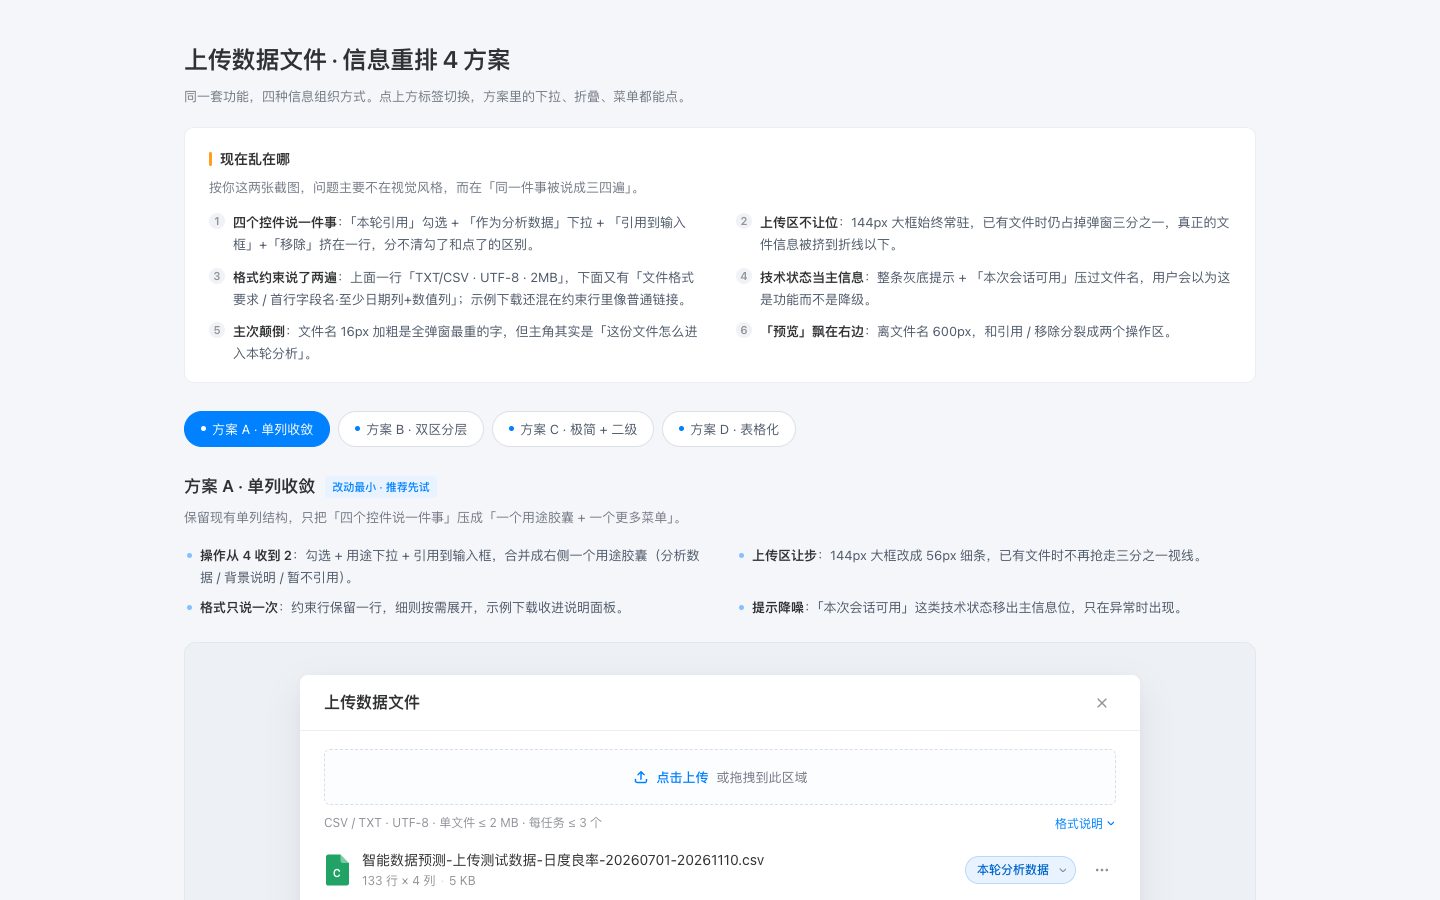 上传数据文件 · 信息重排 4 方案
同一套功能，四种信息组织方式。点上方标签切换，方案里的下拉、折叠、菜单都能点。
现在乱在哪
按你这两张截图，问题主要不在视觉风格，而在「同一件事被说成三四遍」。
1 四个控件说一件事：「本轮引用」勾选 + 「作为分析数据」下拉 + 「引用到输入
框」+「移除」挤在一行，分不清勾了和点了的区别。
2 上传区不让位：144px 大框始终常驻，已有文件时仍占掉弹窗三分之一，真正的文
件信息被挤到折线以下。
3 格式约束说了两遍：上面一行「TXT/CSV · UTF-8 · 2MB」，下面又有「文件格式
要求 / 首行字段名·至少日期列+数值列」；示例下载还混在约束行里像普通链接。
4 技术状态当主信息：整条灰底提示 + 「本次会话可用」压过文件名，用户会以为这
是功能而不是降级。
5 主次颠倒：文件名 16px 加粗是全弹窗最重的字，但主角其实是「这份文件怎么进
入本轮分析」。
6 「预览」飘在右边：离文件名 600px，和引用 / 移除分裂成两个操作区。
方案 A · 单列收敛
方案 B · 双区分层
方案 C · 极简 + 二级
方案 D · 表格化
方案 A · 单列收敛 改动最小 · 推荐先试
保留现有单列结构，只把「四个控件说一件事」压成「一个用途胶囊 + 一个更多菜单」。
操作从 4 收到 2：勾选 + 用途下拉 + 引用到输入框，合并成右侧一个用途胶囊（分析数
据 / 背景说明 / 暂不引用）。
上传区让步：144px 大框改成 56px 细条，已有文件时不再抢走三分之一视线。
格式只说一次：约束行保留一行，细则按需展开，示例下载收进说明面板。
提示降噪：「本次会话可用」这类技术状态移出主信息位，只在异常时出现。
上传数据文件
点击上传 或拖拽到此区域
CSV / TXT · UTF-8 · 单文件 ≤ 2 MB · 每任务 ≤ 3 个
格式说明
C
智能数据预测-上传测试数据-日度良率-20260701-20261110.csv
133 行 × 4 列 · 5 KB
本轮分析数据